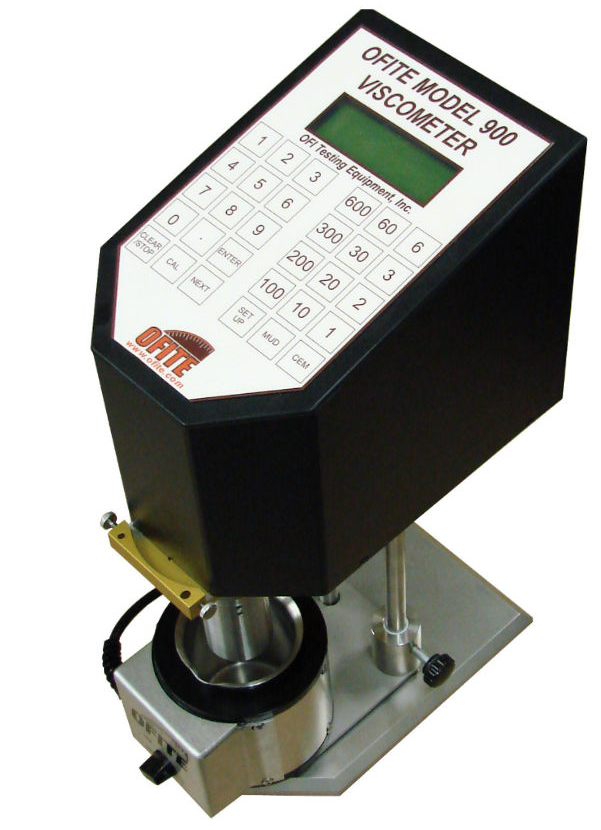 OFITE MODEL 900
VISCOMETER
OFI Testing Equipment, Inc.
1 2 3
4 5 6
7 8 9
0 . ENTER
CLEAR
/STOP
CAL
NEXT
600 60 6
300 30 3
200 20 2
100 10 1
SET
UP
MUD
CEM
OFITE
www.ofite.com
OFITE